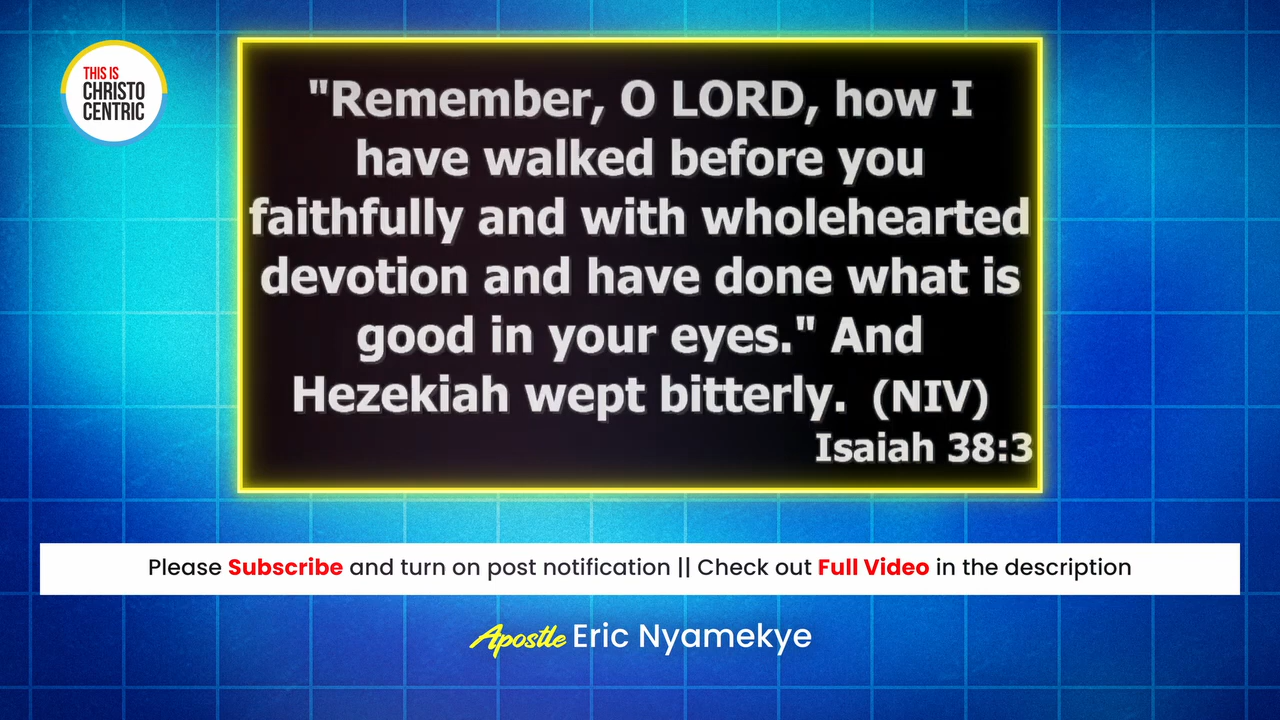 THIS IS
CHRISTO
CENTRIC
"Remember, O LORD, how I
have walked before you
faithfully and with wholehearted
devotion and have done what is
good in your eyes." And
Hezekiah wept bitterly. (NIV)
Isaiah 38:3
Please Subscribe and turn on post notification || Check out Full Video in the description
Apostle Eric Nyamekye